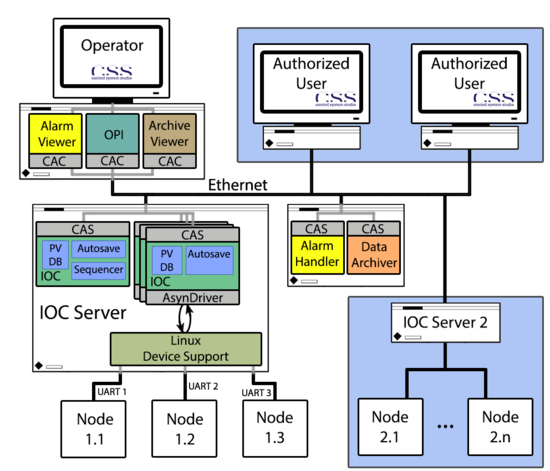 Operator
CSS
control system studio
Authorized
User
CSS
control system studio
Authorized
User
CSS
control system studio
Alarm
Viewer
CAC
OPI
CAC
Archive
Viewer
CAC
Ethernet
CAS
PV
DB
Autosave
Sequencer
IOC
CAS
PV
DB
Autosave
IOC
AsynDriver
IOC Server
Linux
Device Support
CAS
Alarm
Handler
CAS
Data
Archiver
IOC Server 2
UART 1
UART 2
UART 3
Node
1.1
Node
1.2
Node
1.3
Node
2.1
...
Node
2.n